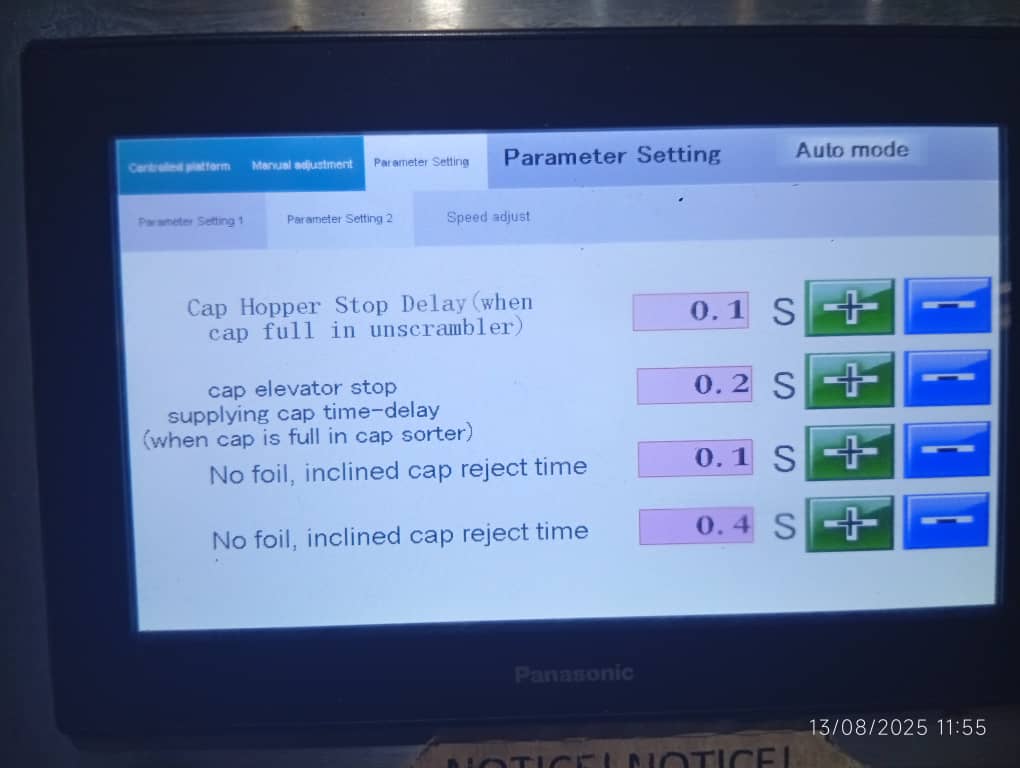 Controlled platform Manual adjustment Parameter Setting Parameter Setting Auto mode
Parameter Setting 1 Parameter Setting 2 Speed adjust
Cap Hopper Stop Delay(when
cap full in unscrambler)
0.1 S + −
cap elevator stop
supplying cap time-delay
(when cap is full in cap sorter)
0.2 S + −
No foil, inclined cap reject time 0.1 S + −
No foil, inclined cap reject time 0.4 S + −
Panasonic
13/08/2025 11:55
NOTICE! NOTICE!